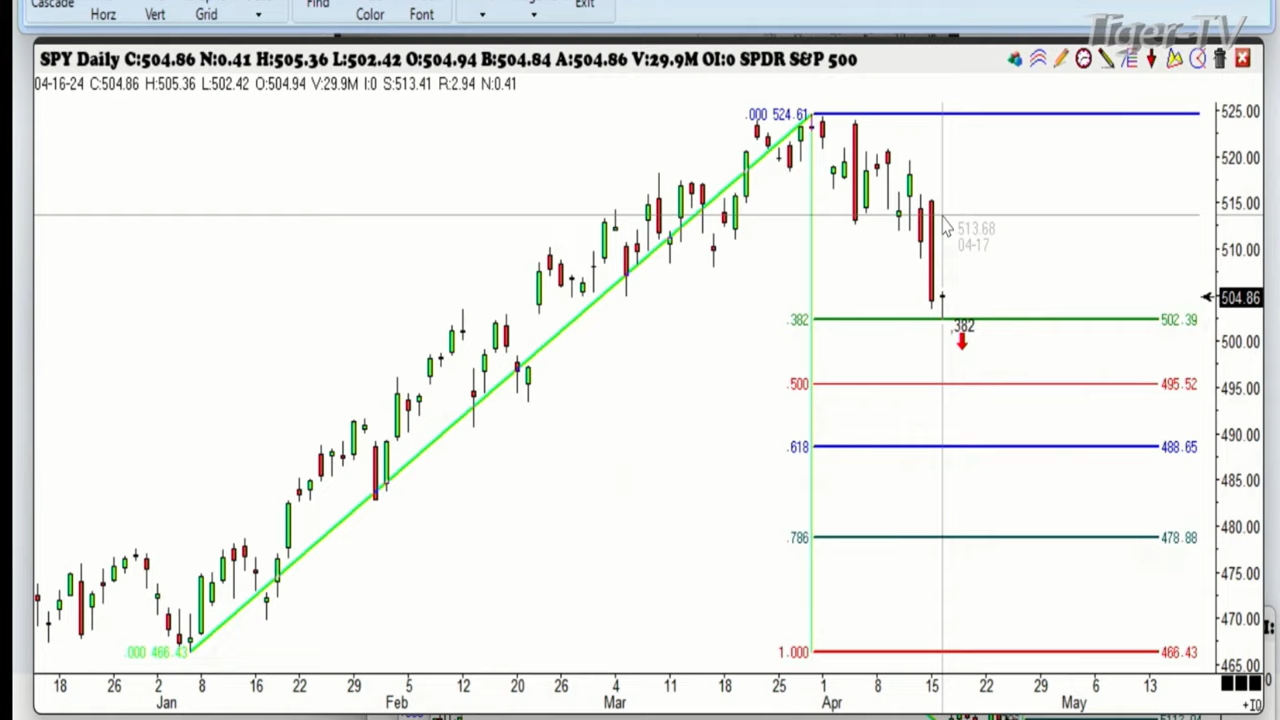 Cascade
Horz
Vert
Grid
Find
Color
Font
Exit
Tiger-TV
SPY Daily C:504.86 N:0.41 H:505.36 L:502.42 O:504.94 B:504.84 A:504.86 V:29.9M OI:0 SPDR S&P 500
04-16-24 C:504.86 H:505.36 L:502.42 O:504.94 V:29.9M I:0 S:513.41 R:2.94 N:0.41
.000 524.61
525.00
520.00
515.00
513.68
04-17
510.00
504.86
.382
502.39
.382
500.00
.500
495.52
495.00
490.00
.618
488.65
485.00
480.00
.786
478.88
475.00
470.00
.000 466.43
1.000
466.43
465.00
18 26 2 8 16 22 29 5 12 20 26 4 11 18 25 1 8 15 22 29 6 13
Jan Feb Mar Apr May
+10